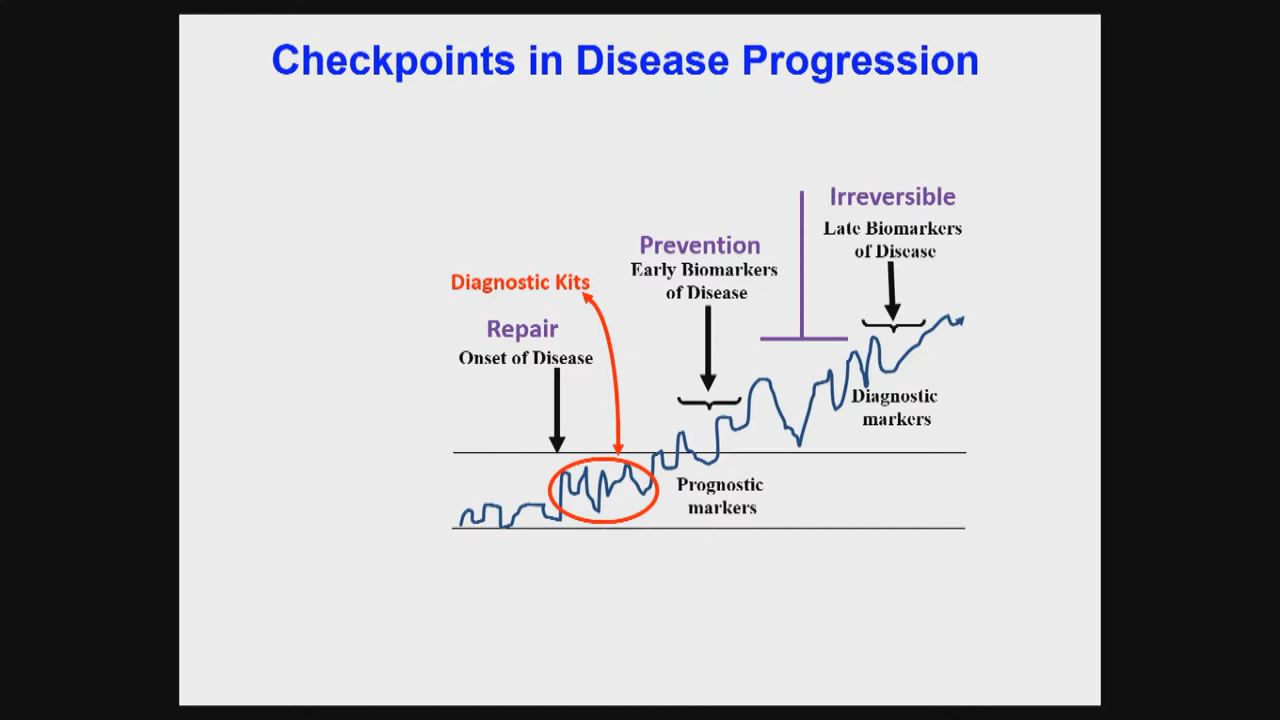 Checkpoints in Disease Progression
Irreversible
Late Biomarkers
of Disease
Prevention
Early Biomarkers
of Disease
Diagnostic Kits
Repair
Onset of Disease
Diagnostic
markers
Prognostic
markers